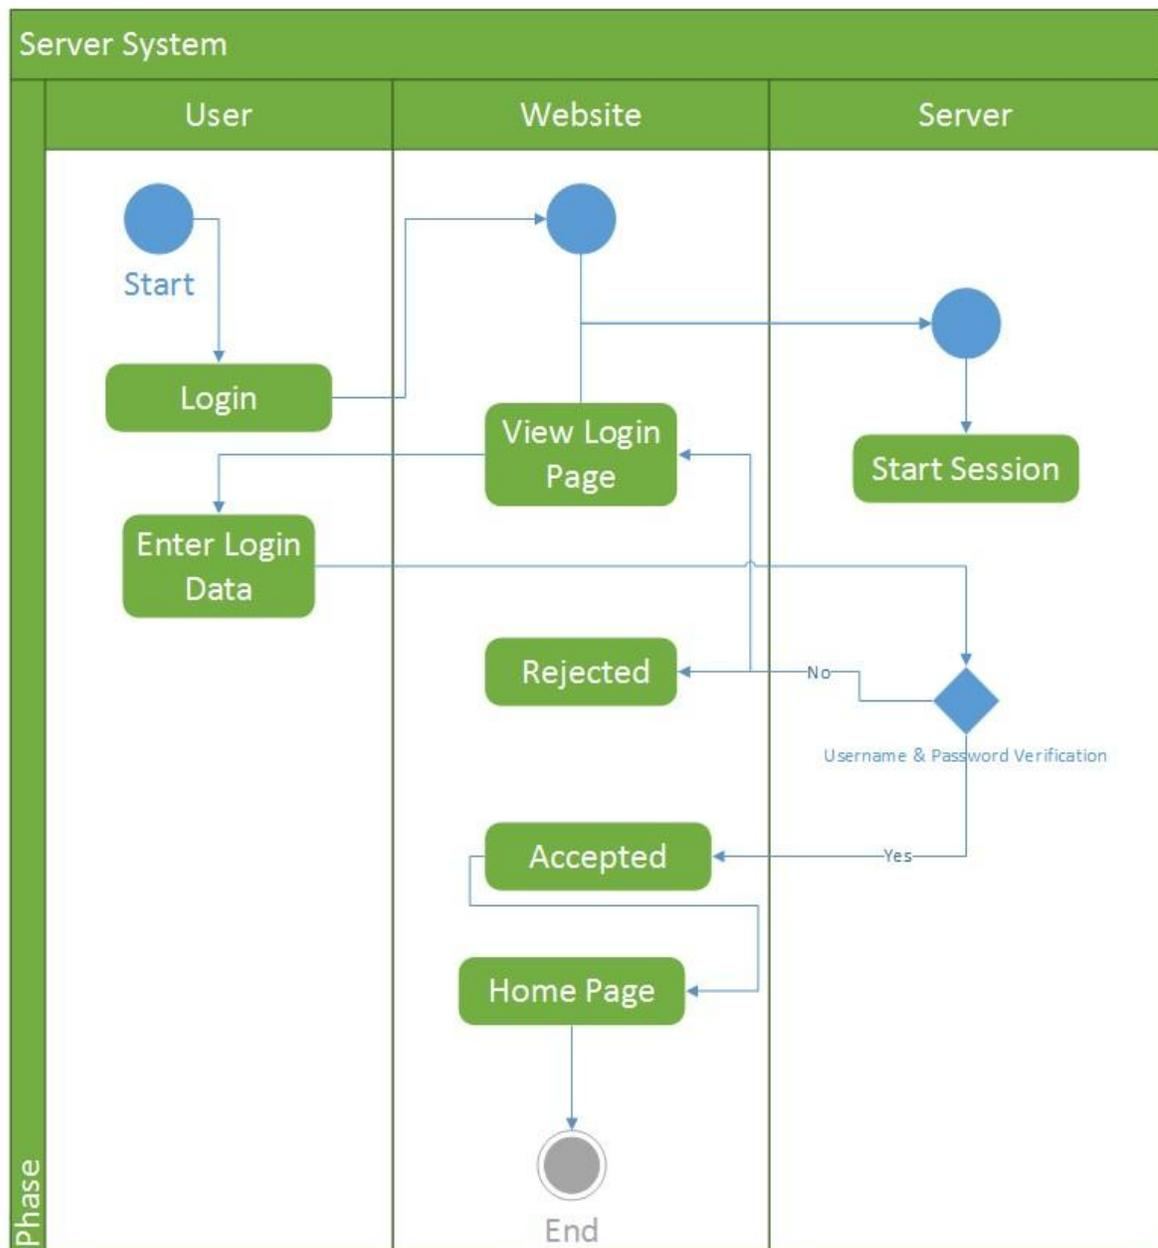 Server System
User
Website
Server
Start
Login
View Login
Page
Start Session
Enter Login
Data
Rejected
No
Username & Password Verification
Accepted
Yes
Home Page
End
Phase